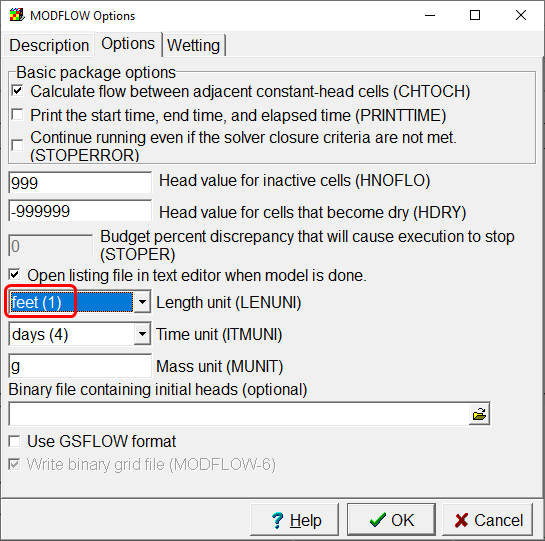 MODFLOW Options
Description Options Wetting
Basic package options
Calculate flow between adjacent constant-head cells (CHTOCH)
Print the start time, end time, and elapsed time (PRINTTIME)
Continue running even if the solver closure criteria are not met.
(STOPERROR)
999 Head value for inactive cells (HNOFLO)
-999999 Head value for cells that become dry (HDRY)
0 Budget percent discrepancy that will cause execution to stop
(STOPER)
Open listing file in text editor when model is done.
feet (1) Length unit (LENUNI)
days (4) Time unit (ITMUNI)
g Mass unit (MUNIT)
Binary file containing initial heads (optional)
Use GSFLOW format
Write binary grid file (MODFLOW-6)
? Help OK Cancel